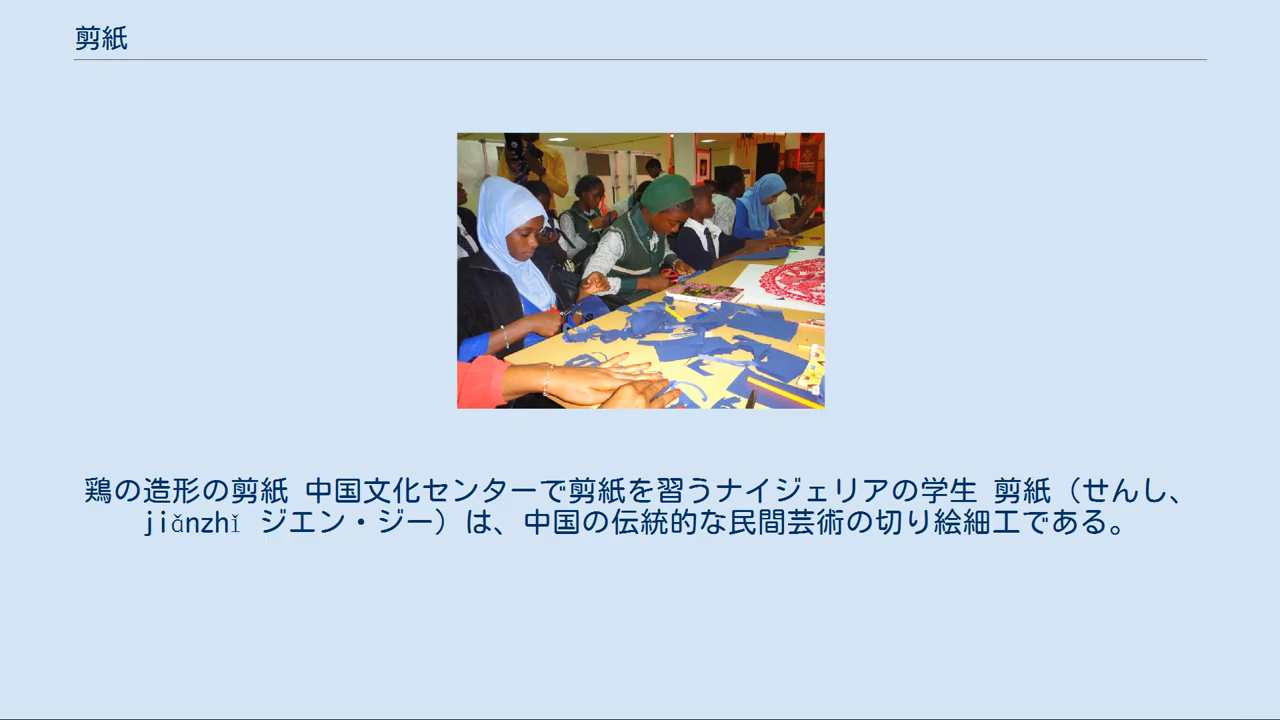 剪紙
鶏の造形の剪紙 中国文化センターで剪紙を習うナイジェリアの学生 剪紙（せんし、
jiǎnzhǐ ジエン・ジー）は、中国の伝統的な民間芸術の切り絵細工である。